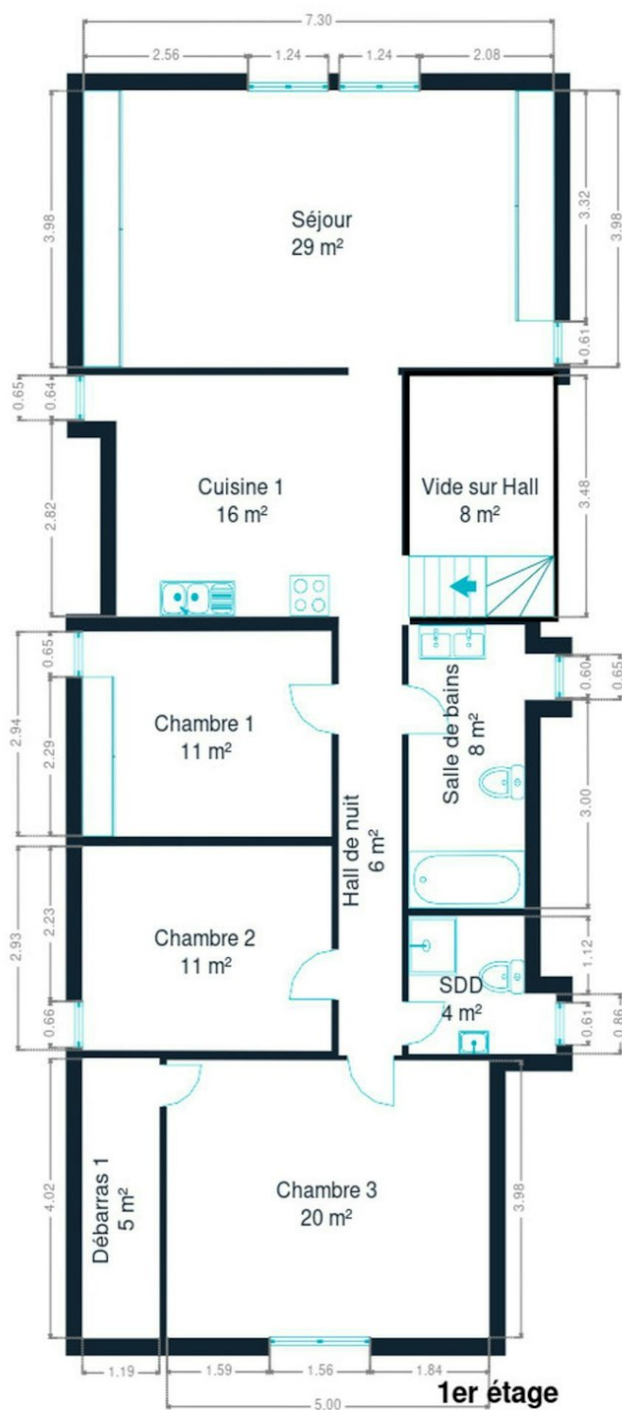 7.30
2.56
1.24
1.24
2.08
3.98
3.32
3.98
Séjour
29 m²
0.61
0.65
0.64
2.82
Cuisine 1
16 m²
Vide sur Hall
8 m²
3.48
0.65
2.94
2.29
Chambre 1
11 m²
Salle de bains
8 m²
0.60
0.65
3.00
Hall de nuit
6 m²
2.93
2.23
0.66
Chambre 2
11 m²
SDD
4 m²
1.12
0.61
0.86
4.02
Débarras 1
5 m²
Chambre 3
20 m²
3.98
1.19
1.59
1.56
1.84
5.00
1er étage